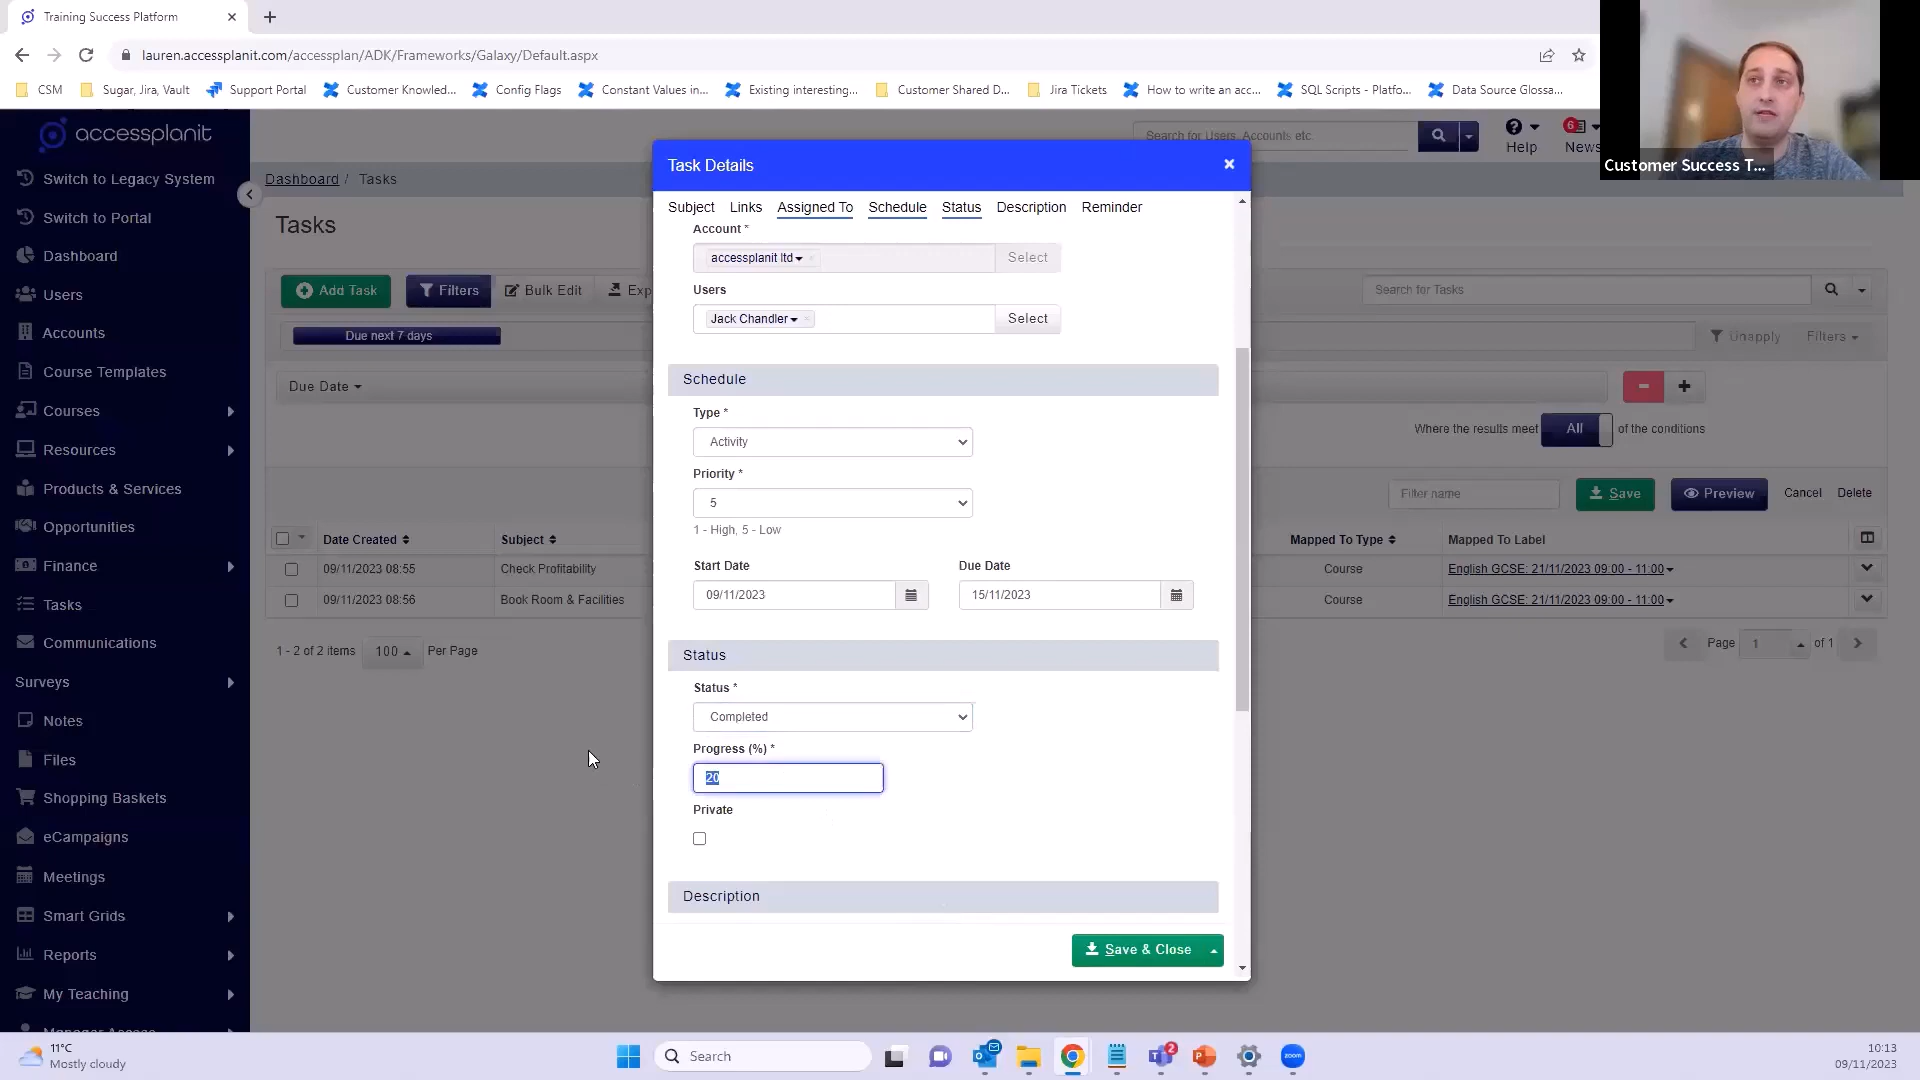 Training Success Platform
lauren.accessplanit.com/accessplan/ADK/Frameworks/Galaxy/Default.aspx
CSM
Sugar, Jira, Vault
Support Portal
Customer Knowled...
Config Flags
Constant Values in...
Existing interesting...
Customer Shared D...
Jira Tickets
How to write an acc...
SQL Scripts - Platfo...
Data Source Glossa...
Customer Success T...
accessplanit
Search for Users, Accounts etc.
Help
6
News
Switch to Legacy System
Switch to Portal
Dashboard
Users
Accounts
Course Templates
Courses
Resources
Products & Services
Opportunities
Finance
Tasks
Communications
Surveys
Notes
Files
Shopping Baskets
eCampaigns
Meetings
Smart Grids
Reports
My Teaching
Manager Access
Dashboard / Tasks
Tasks
Add Task
Filters
Bulk Edit
Exp
Search for Tasks
Due next 7 days
Unapply
Filters
Due Date
Where the results meet All of the conditions
Filter name
Save
Preview
Cancel
Delete
Date Created
Subject
Mapped To Type
Mapped To Label
09/11/2023 08:55
Check Profitability
Course
English GCSE: 21/11/2023 09:00 - 11:00
09/11/2023 08:56
Book Room & Facilities
Course
English GCSE: 21/11/2023 09:00 - 11:00
1 - 2 of 2 items
100
Per Page
Page 1 of 1
Task Details
Subject
Links
Assigned To
Schedule
Status
Description
Reminder
Account *
accessplanit ltd
Select
Users
Jack Chandler
Select
Schedule
Type *
Activity
Priority *
5
1 - High, 5 - Low
Start Date
Due Date
09/11/2023
15/11/2023
Status
Status *
Completed
Progress (%) *
20
Private
Description
Save & Close
11°C
Mostly cloudy
Search
2
zoom
10:13
09/11/2023